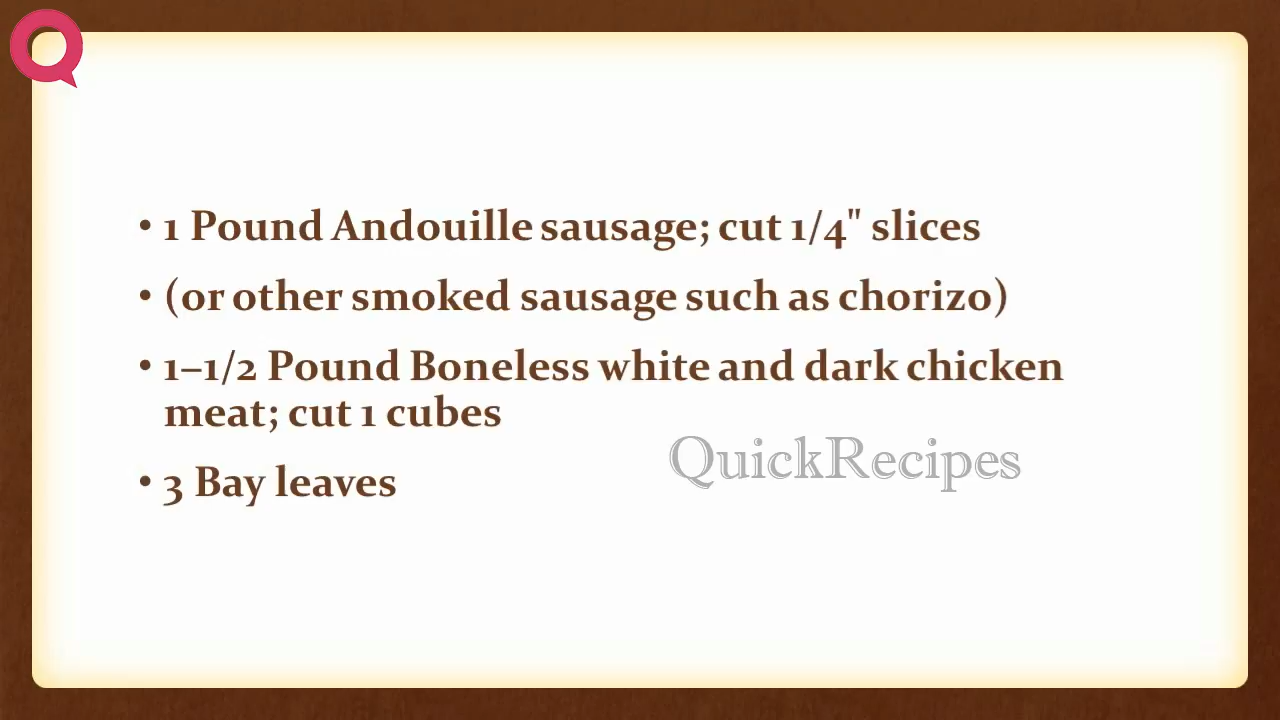 • 1 Pound Andouille sausage; cut 1/4" slices
• (or other smoked sausage such as chorizo)
• 1–1/2 Pound Boneless white and dark chicken
meat; cut 1 cubes
QuickRecipes
• 3 Bay leaves